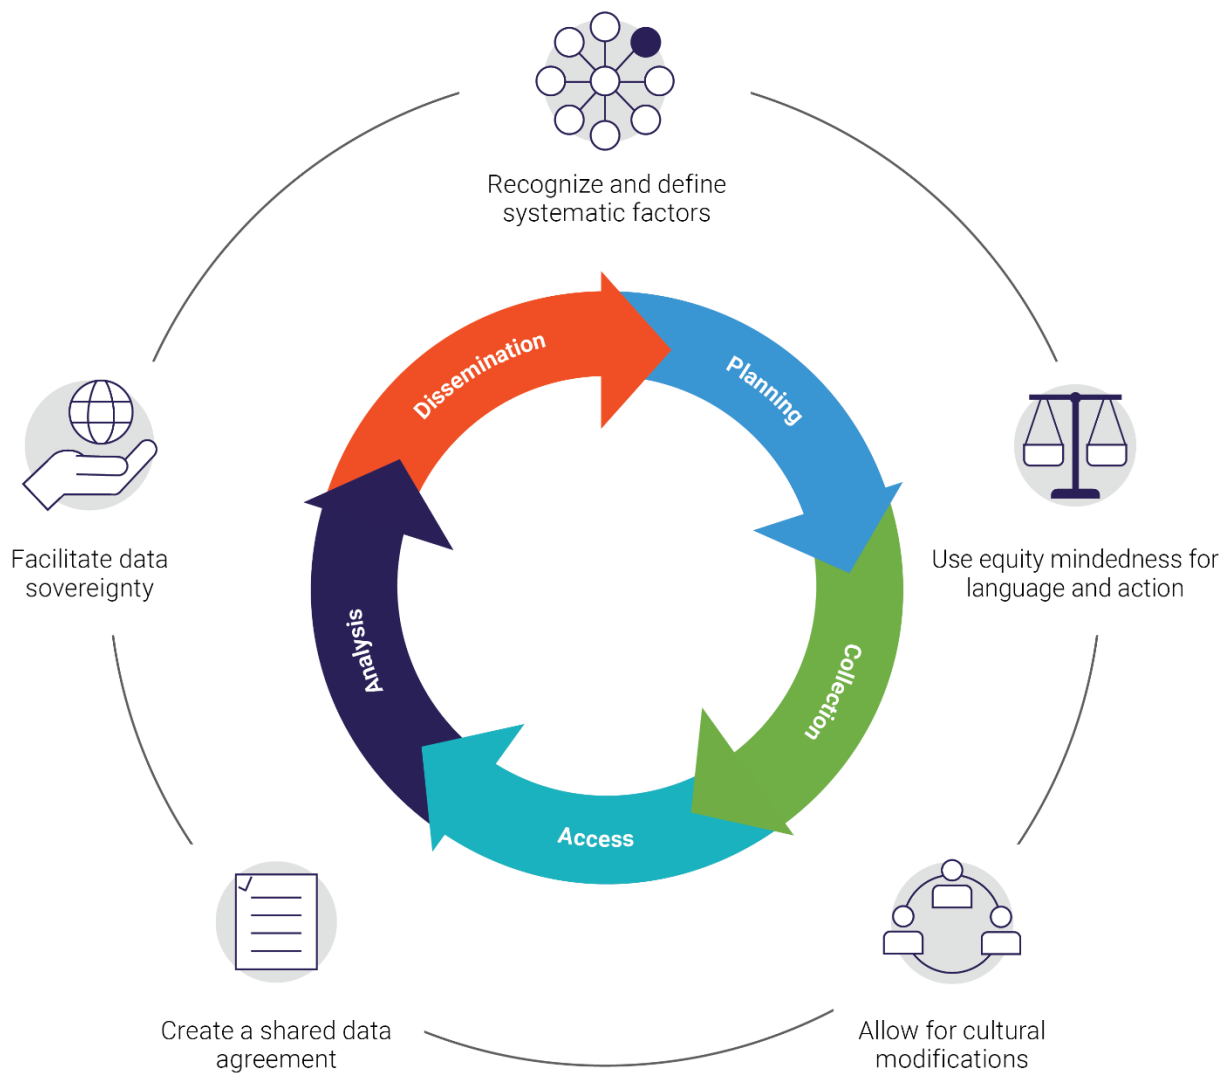 Recognize and define
systematic factors
Dissemination
Planning
Facilitate data
sovereignty
Use equity mindedness for
language and action
Analysis
Collection
Access
Create a shared data
agreement
Allow for cultural
modifications